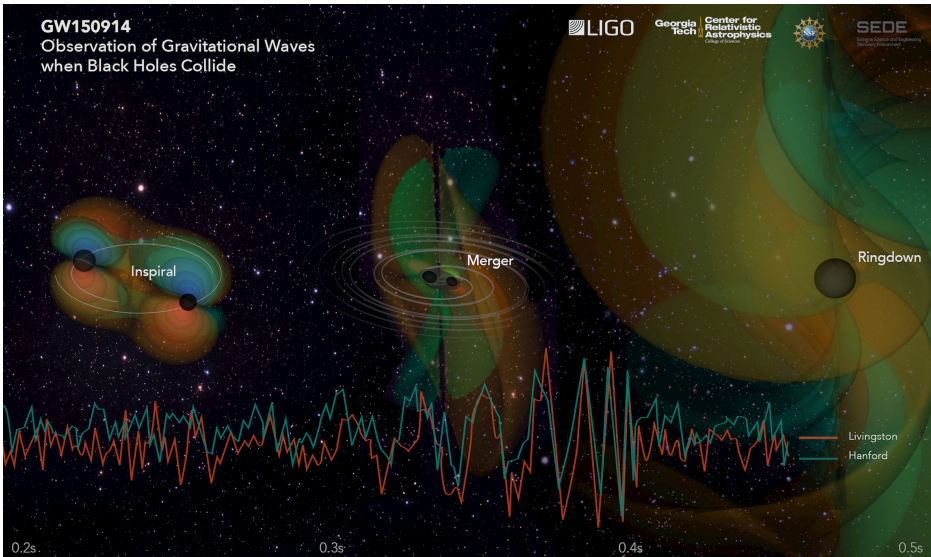 GW150914
Observation of Gravitational Waves
when Black Holes Collide
LIGO
Georgia
Tech
Center for
Relativistic
Astrophysics
College of Sciences
NSF
SEDE
Inspiral
Merger
Ringdown
Livingston
Hanford
0.2s
0.3s
0.4s
0.5s